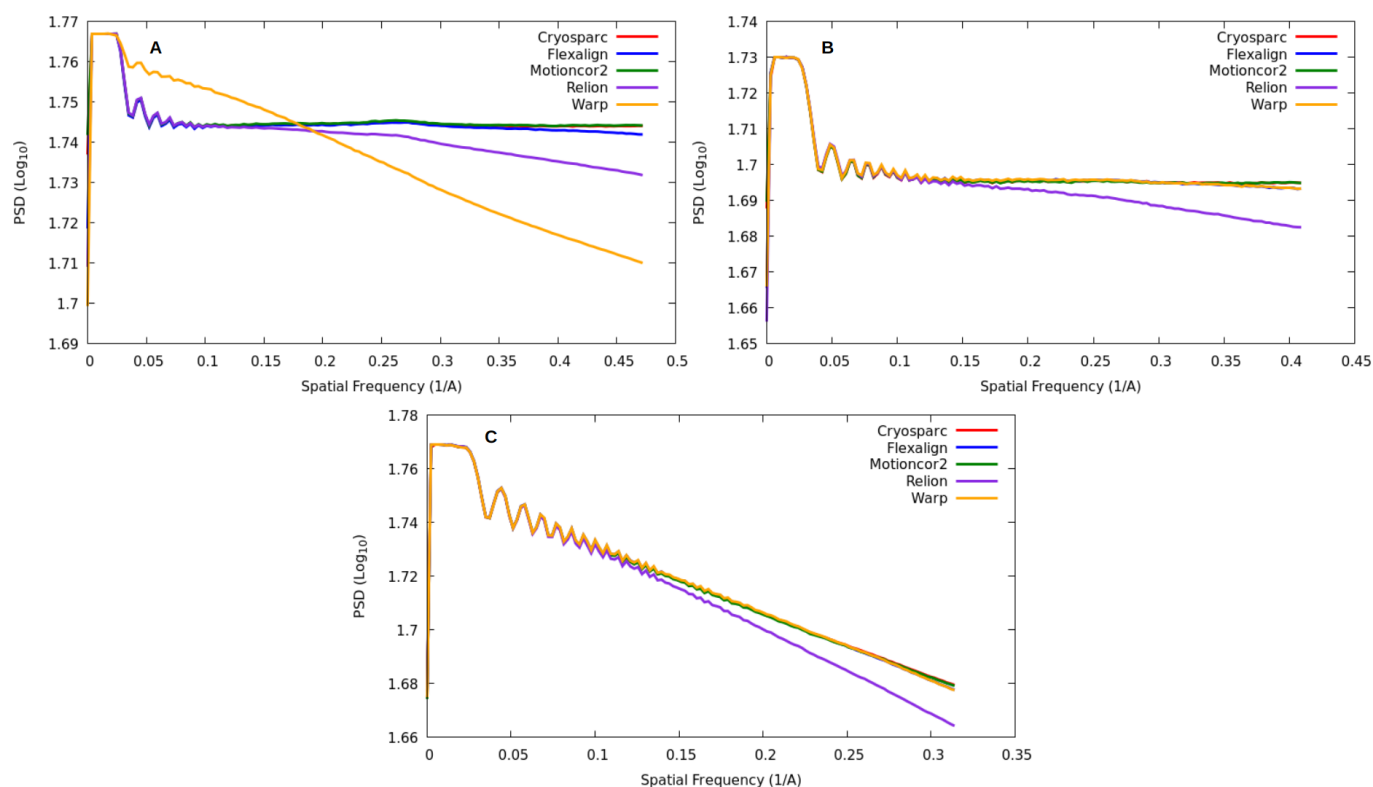 1.77
1.76
1.75
1.74
1.73
1.72
1.71
1.7
1.69
PSD (Log10)
A
Cryosparc
Flexalign
Motioncor2
Relion
Warp
0 0.05 0.1 0.2 0.25 0.3 0.35 0.4 0.45 0.5
Spatial Frequency (1/A)
1.74
1.73
1.72
1.71
1.7
1.69
1.68
1.67
1.66
1.65
PSD (Log10)
B
Cryosparc
Flexalign
Motioncor2
Relion
Warp
0 0.05 0.1 0.15 0.2 0.25 0.3 0.35 0.4 0.45
Spatial Frequency (1/A)
1.78
1.76
1.74
1.72
1.7
1.68
1.66
PSD (Log10)
C
Cryosparc
Flexalign
Motioncor2
Relion
Warp
0 0.05 0.1 0.15 0.2 0.25 0.3 0.35
Spatial Frequency (1/A)